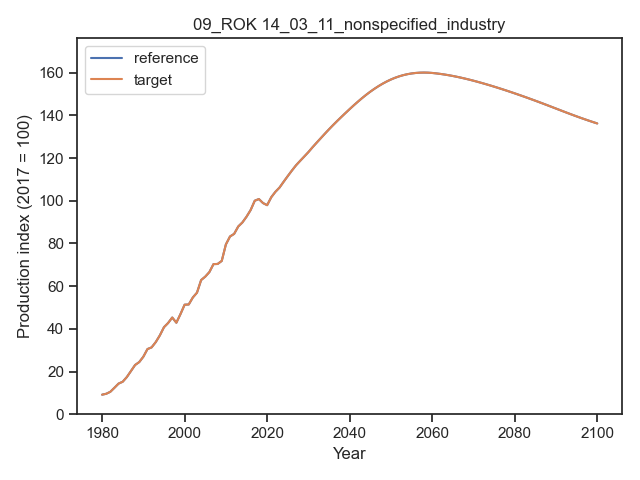 09_ROK 14_03_11_nonspecified_industry
reference
target
Production index (2017 = 100)
160
140
120
100
80
60
40
20
0
1980 2000 2020 2040 2060 2080 2100
Year